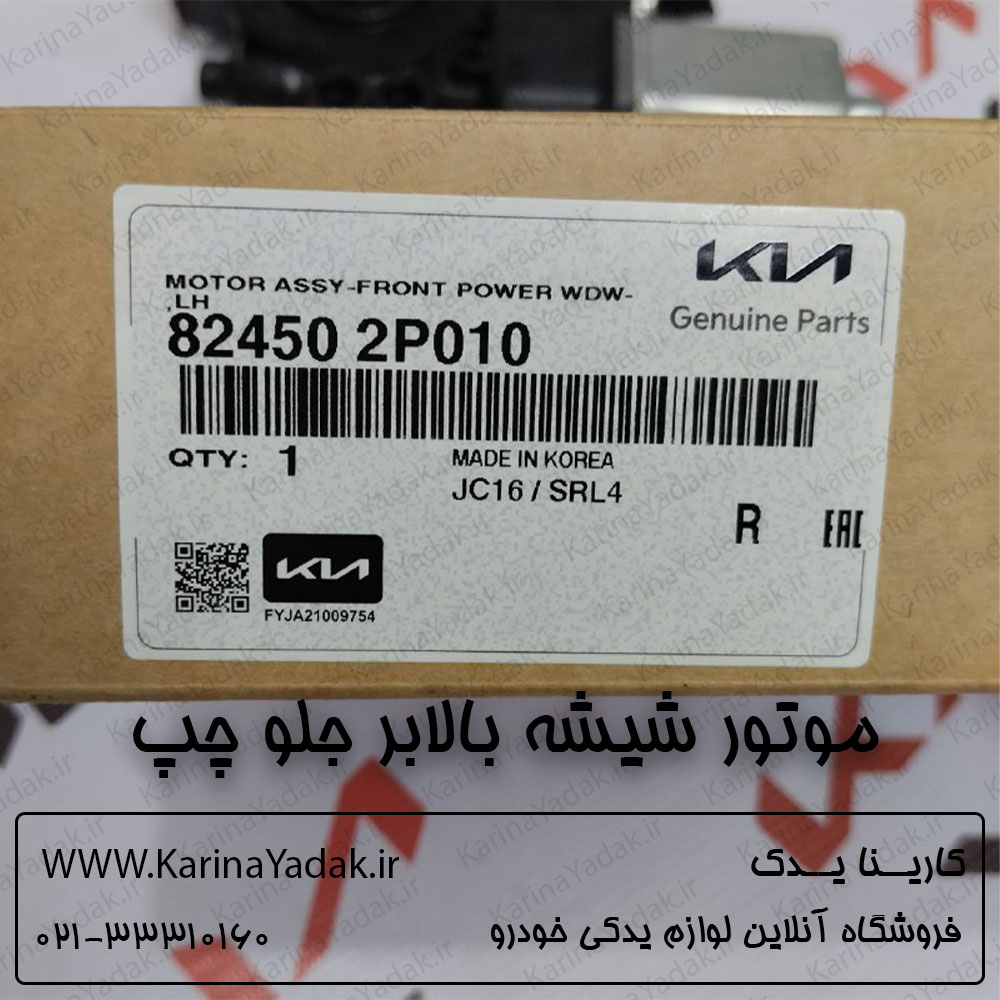 KIA
Genuine Parts
MOTOR ASSY-FRONT POWER WDW-
,LH
82450 2P010
QTY: 1
MADE IN KOREA
JC16 / SRL4
R
EAC
KIA
FYJA21009754
موتور شیشه بالابر جلو چپ
کارینا یدک
WWW.KarinaYadak.ir
فروشگاه آنلاین لوازم یدکی خودرو
۰۲۱-۳۳۳۱۰۱۶۰
KarinaYadak.ir